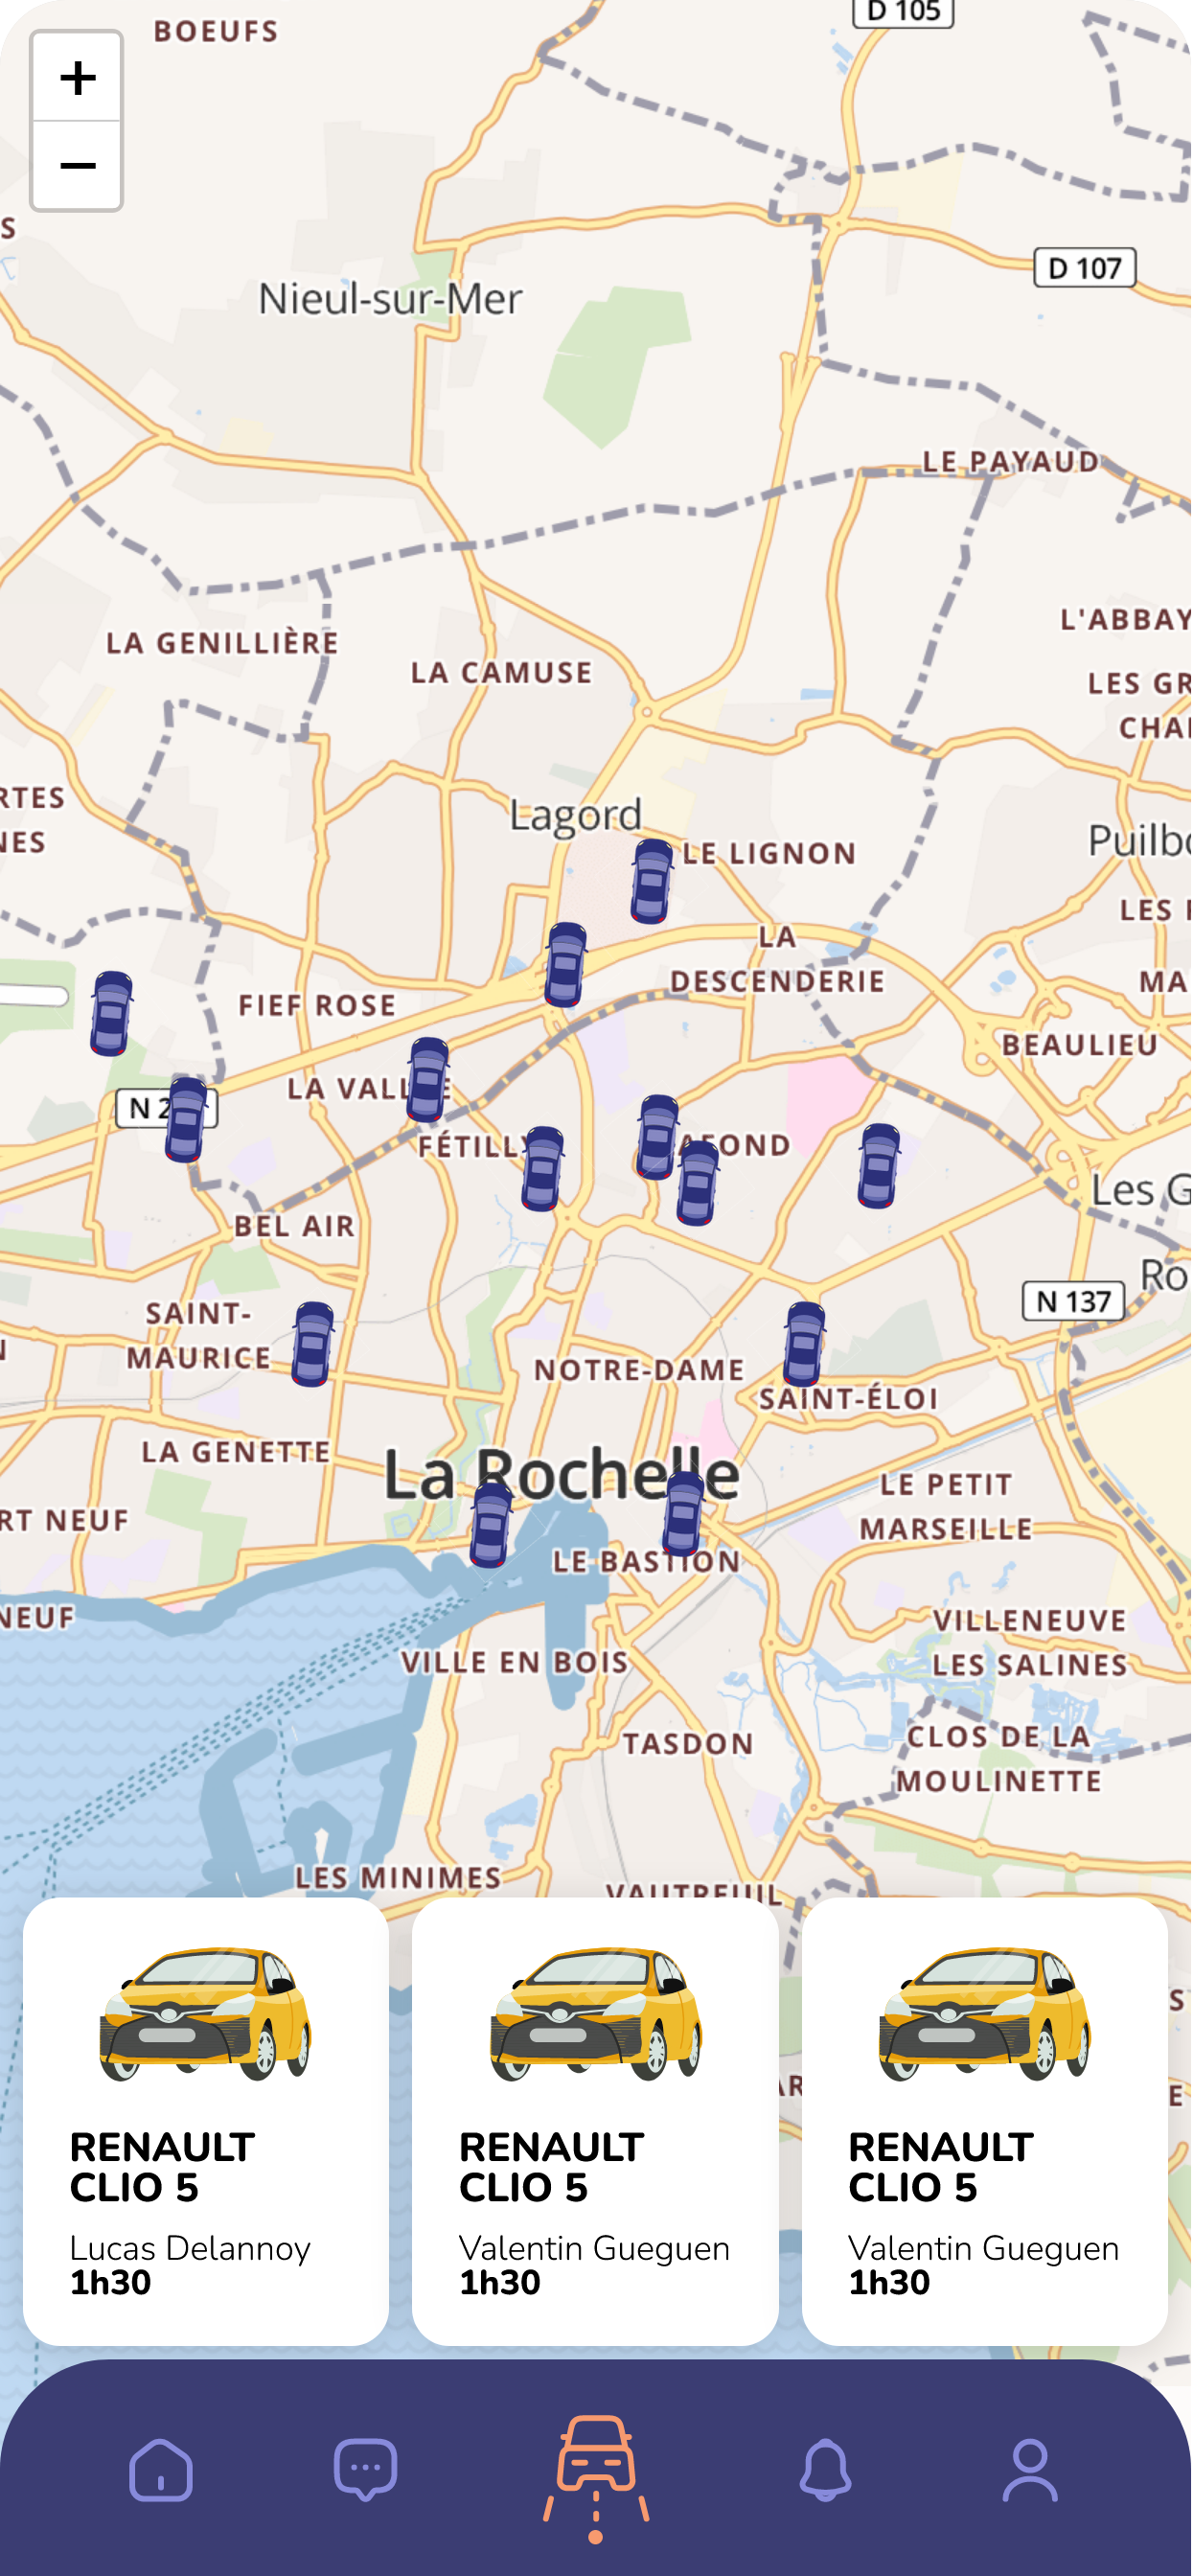 D 105
BOEUFS
+
−
S
D 107
Nieul-sur-Mer
LE PAYAUD
L'ABBAY
LA GENILLIÈRE
LA CAMUSE
LES GR
CHA
RTES
NES
Lagord
Puilbo
LE LIGNON
LES
LA
DESCENDERIE
MA
FIEF ROSE
BEAULIEU
LA VALL E
N 2
FÉTILLY
AFOND
Les G
BEL AIR
Ro
N 137
SAINT-
MAURICE
N
NOTRE-DAME
SAINT-ÉLOI
LA GENETTE
La Rochelle
LE PETIT
MARSEILLE
RT NEUF
LE BASTION
NEUF
VILLENEUVE
LES SALINES
VILLE EN BOIS
CLOS DE LA
MOULINETTE
TASDON
LES MINIMES
VAUTREUIL
S
AR
E
RENAULT
CLIO 5
Lucas Delannoy
1h30
RENAULT
CLIO 5
Valentin Gueguen
1h30
RENAULT
CLIO 5
Valentin Gueguen
1h30